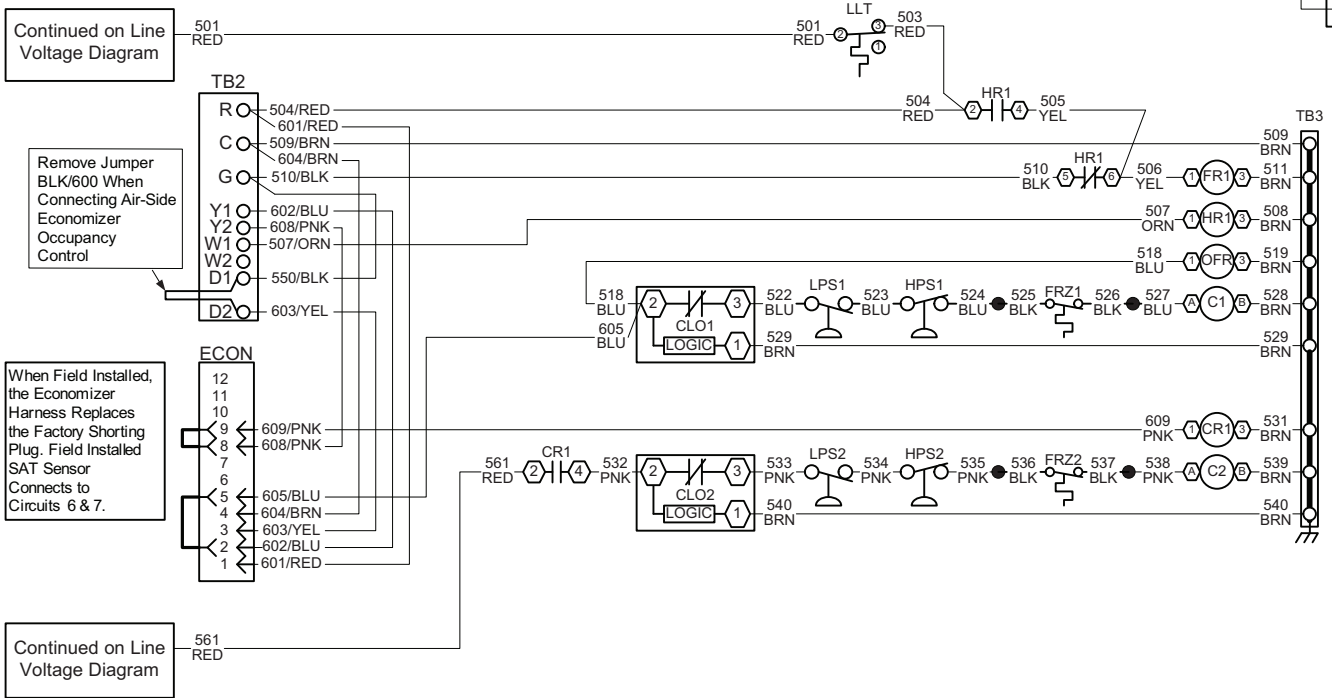 Continued on Line
Voltage Diagram
501
RED
501
RED
LLT
2
3
1
503
RED
TB2
R
504/RED
601/RED
504
RED
HR1
2
4
505
YEL
TB3
C
509/BRN
604/BRN
509
BRN
G
510/BLK
510
BLK
HR1
5
6
506
YEL
1
FR1
3
511
BRN
Remove Jumper
BLK/600 When
Connecting Air-Side
Economizer
Occupancy
Control
Y1
602/BLU
Y2
608/PNK
W1
507/ORN
507
ORN
1
HR1
3
508
BRN
W2
518
BLU
1
OFR
3
519
BRN
D1
550/BLK
D2
603/YEL
518
BLU
605
BLU
2
3
CLO1
LOGIC
1
522
BLU
LPS1
523
BLU
HPS1
524
BLU
525
BLK
FRZ1
526
BLK
527
BLU
A
C1
B
528
BRN
529
BRN
529
BRN
ECON
When Field Installed,
the Economizer
Harness Replaces
the Factory Shorting
Plug. Field Installed
SAT Sensor
Connects to
Circuits 6 & 7.
12
11
10
9
609/PNK
8
608/PNK
7
6
5
605/BLU
4
604/BRN
3
603/YEL
2
602/BLU
1
601/RED
609
PNK
1
CR1
3
531
BRN
561
RED
CR1
2
4
532
PNK
2
3
CLO2
LOGIC
1
533
PNK
LPS2
534
PNK
HPS2
535
PNK
536
BLK
FRZ2
537
BLK
538
PNK
A
C2
B
539
BRN
540
BRN
540
BRN
Continued on Line
Voltage Diagram
561
RED